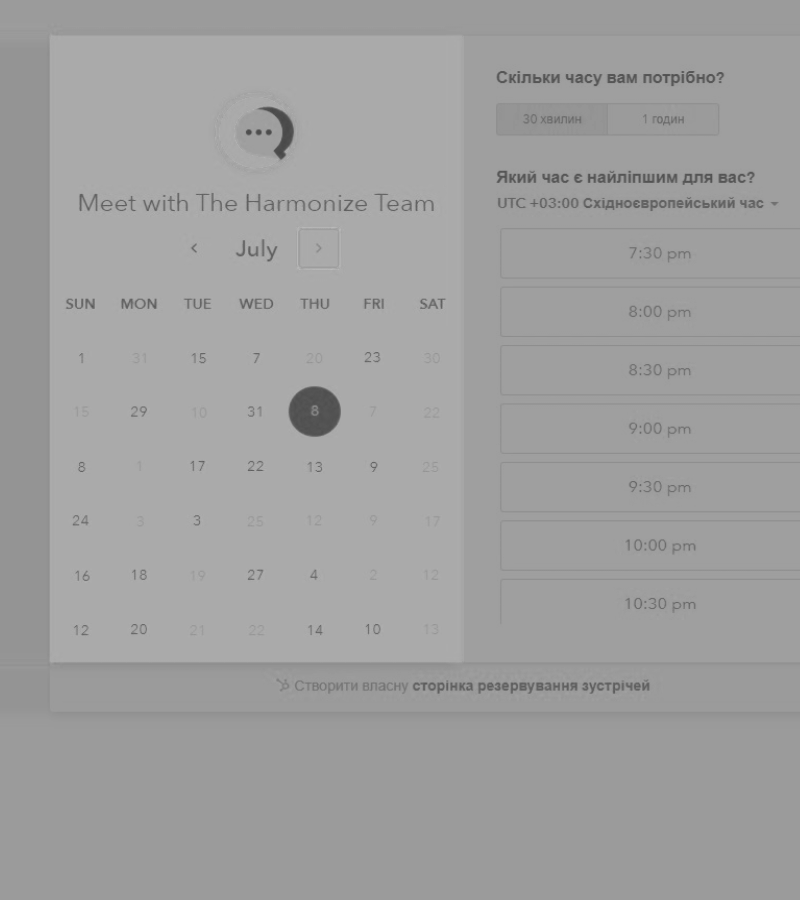 Meet with The Harmonize Team
July
SUN MON TUE WED THU FRI SAT
1 31 15 7 20 23 30
15 29 10 31 8 7 22
8 1 17 22 13 9 25
24 3 3 25 12 9 17
16 18 19 27 4 2 12
12 20 21 22 14 10 13
Скільки часу вам потрібно?
30 хвилин 1 годин
Який час є найліпшим для вас?
UTC +03:00 Східноєвропейський час
7:30 pm
8:00 pm
8:30 pm
9:00 pm
9:30 pm
10:00 pm
10:30 pm
Створити власну сторінка резервування зустрічей